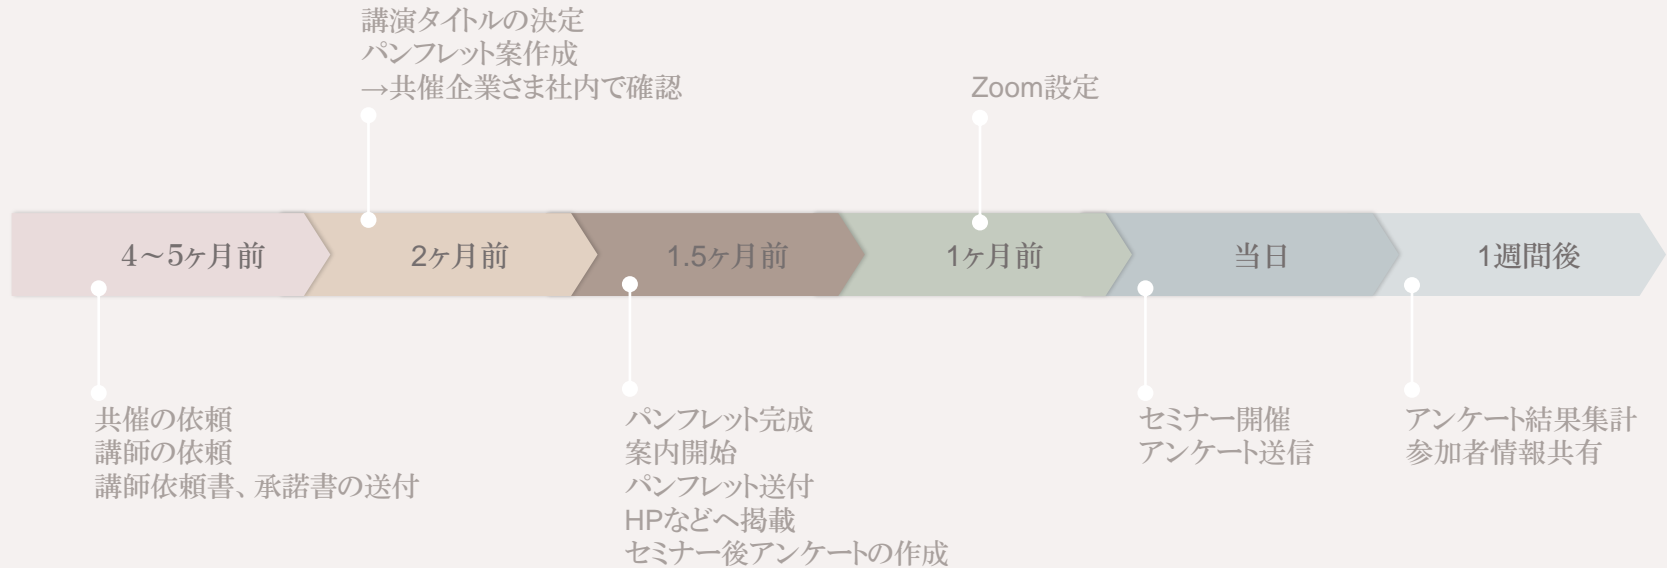 講演タイトルの決定
パンフレット案作成
→共催企業さま社内で確認
Zoom設定
4～5ヶ月前
2ヶ月前
1.5ヶ月前
1ヶ月前
当日
1週間後
共催の依頼
講師の依頼
講師依頼書、承諾書の送付
パンフレット完成
案内開始
パンフレット送付
HPなどへ掲載
セミナー後アンケートの作成
セミナー開催
アンケート送信
アンケート結果集計
参加者情報共有